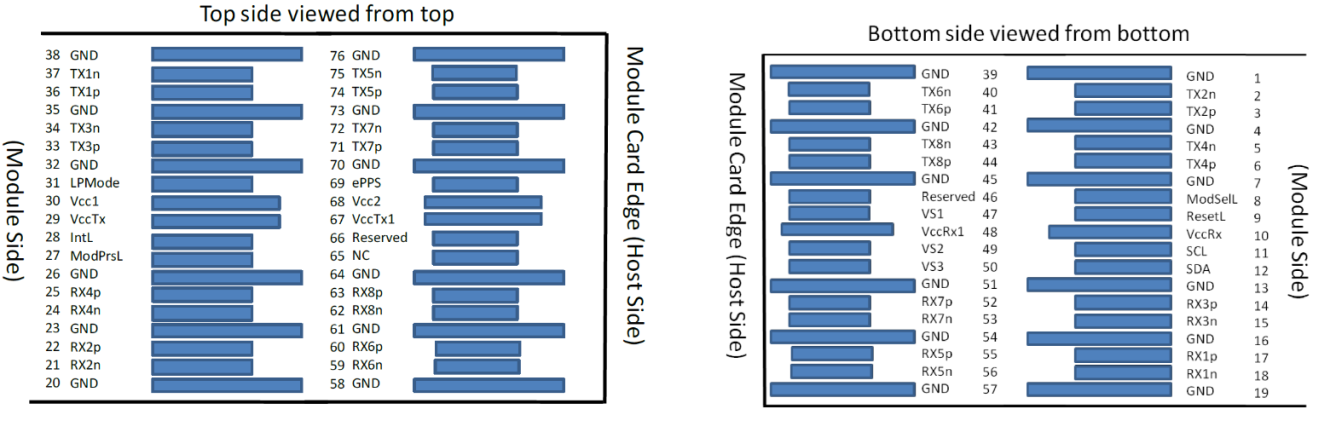 Top side viewed from top
38 GND 76 GND
37 TX1n 75 TX5n
36 TX1p 74 TX5p
35 GND 73 GND
34 TX3n 72 TX7n
33 TX3p 71 TX7p
32 GND 70 GND
31 LPMode 69 ePPS
30 Vcc1 68 Vcc2
29 VccTx 67 VccTx1
28 IntL 66 Reserved
27 ModPrsL 65 NC
26 GND 64 GND
25 RX4p 63 RX8p
24 RX4n 62 RX8n
23 GND 61 GND
22 RX2p 60 RX6p
21 RX2n 59 RX6n
20 GND 58 GND
(Module Side)
Module Card Edge (Host Side)
Bottom side viewed from bottom
Module Card Edge (Host Side)
GND 39 GND 1
TX6n 40 TX2n 2
TX6p 41 TX2p 3
GND 42 GND 4
TX8n 43 TX4n 5
TX8p 44 TX4p 6
GND 45 GND 7
Reserved 46 ModSelL 8
VS1 47 ResetL 9
VccRx1 48 VccRx 10
VS2 49 SCL 11
VS3 50 SDA 12
GND 51 GND 13
RX7p 52 RX3p 14
RX7n 53 RX3n 15
GND 54 GND 16
RX5p 55 RX1p 17
RX5n 56 RX1n 18
GND 57 GND 19
(Module Side)